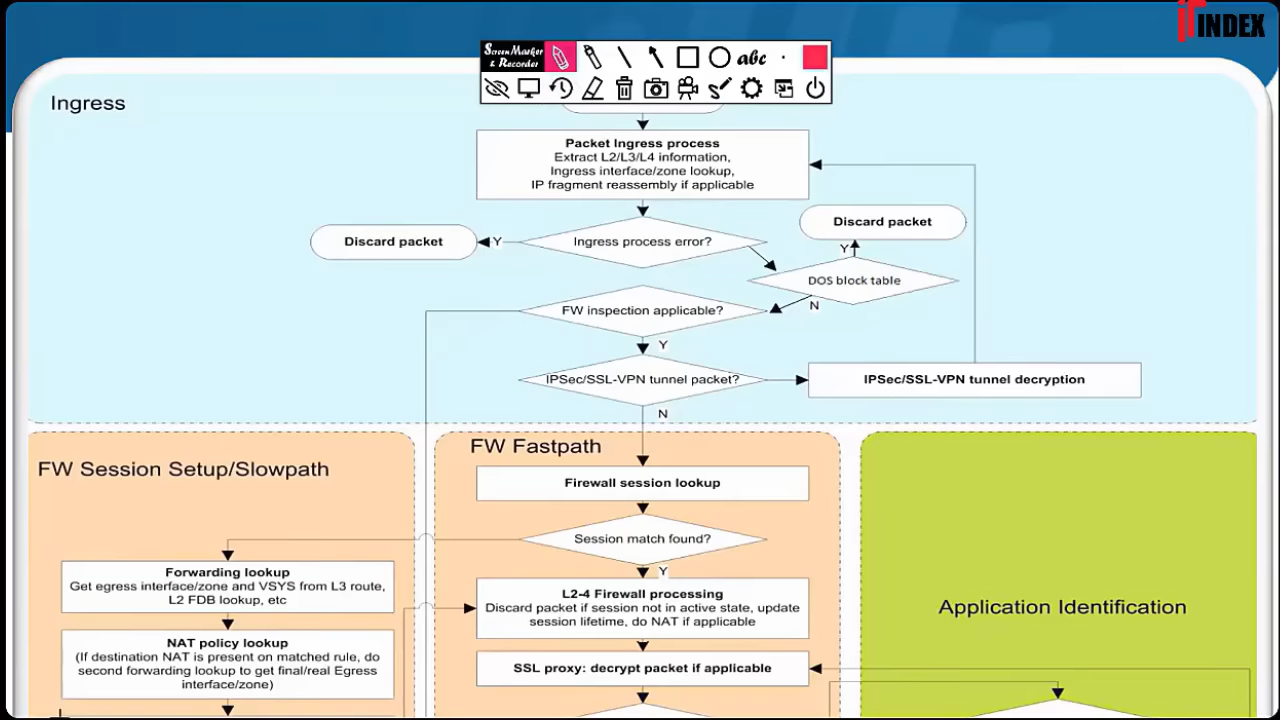 iT INDEX
ScreenMarker
& Recorder
abc
Ingress
Packet Ingress process
Extract L2/L3/L4 information,
Ingress interface/zone lookup,
IP fragment reassembly if applicable
Discard packet
Discard packet
Y
Ingress process error?
Y
DOS block table
N
FW inspection applicable?
Y
IPSec/SSL-VPN tunnel packet?
IPSec/SSL-VPN tunnel decryption
N
FW Session Setup/Slowpath
FW Fastpath
Firewall session lookup
Session match found?
Y
Forwarding lookup
Get egress interface/zone and VSYS from L3 route,
L2 FDB lookup, etc
L2-4 Firewall processing
Discard packet if session not in active state, update
session lifetime, do NAT if applicable
Application Identification
NAT policy lookup
(If destination NAT is present on matched rule, do
second forwarding lookup to get final/real Egress
interface/zone)
SSL proxy: decrypt packet if applicable